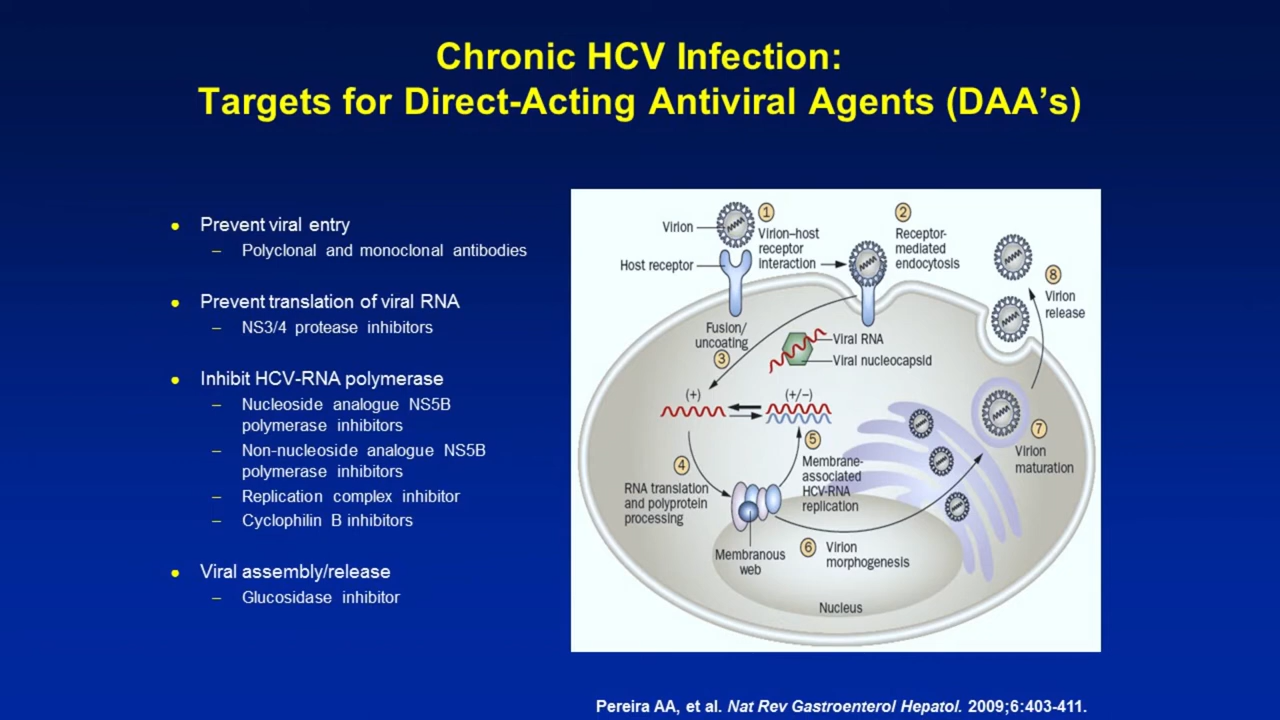 Chronic HCV Infection:
Targets for Direct-Acting Antiviral Agents (DAA’s)
● Prevent viral entry
– Polyclonal and monoclonal antibodies
● Prevent translation of viral RNA
– NS3/4 protease inhibitors
● Inhibit HCV-RNA polymerase
– Nucleoside analogue NS5B
polymerase inhibitors
– Non-nucleoside analogue NS5B
polymerase inhibitors
– Replication complex inhibitor
– Cyclophilin B inhibitors
● Viral assembly/release
– Glucosidase inhibitor
Virion
Host receptor
1
Virion–host
receptor
interaction
2
Receptor-
mediated
endocytosis
8
Virion
release
Fusion/
uncoating
3
Viral RNA
Viral nucleocapsid
(+)
(+/–)
4
RNA translation
and polyprotein
processing
5
Membrane-
associated
HCV-RNA
replication
7
Virion
maturation
Membranous
web
6
Virion
morphogenesis
Nucleus
Pereira AA, et al. Nat Rev Gastroenterol Hepatol. 2009;6:403-411.